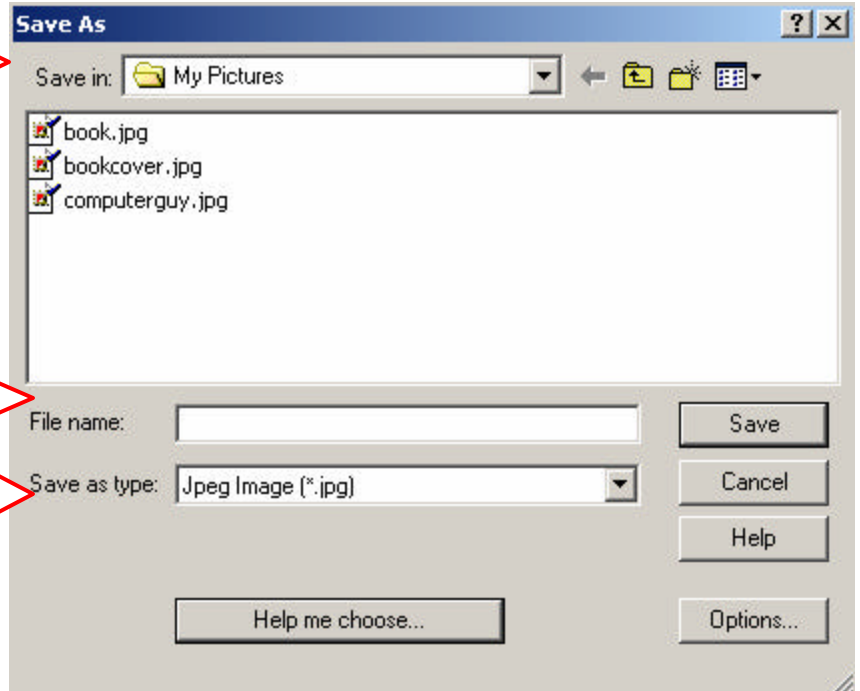 Save As
Save in: My Pictures
book.jpg
bookcover.jpg
computerguy.jpg
File name: Save
Save as type: Jpeg Image (*.jpg) Cancel
Help
Help me choose... Options...